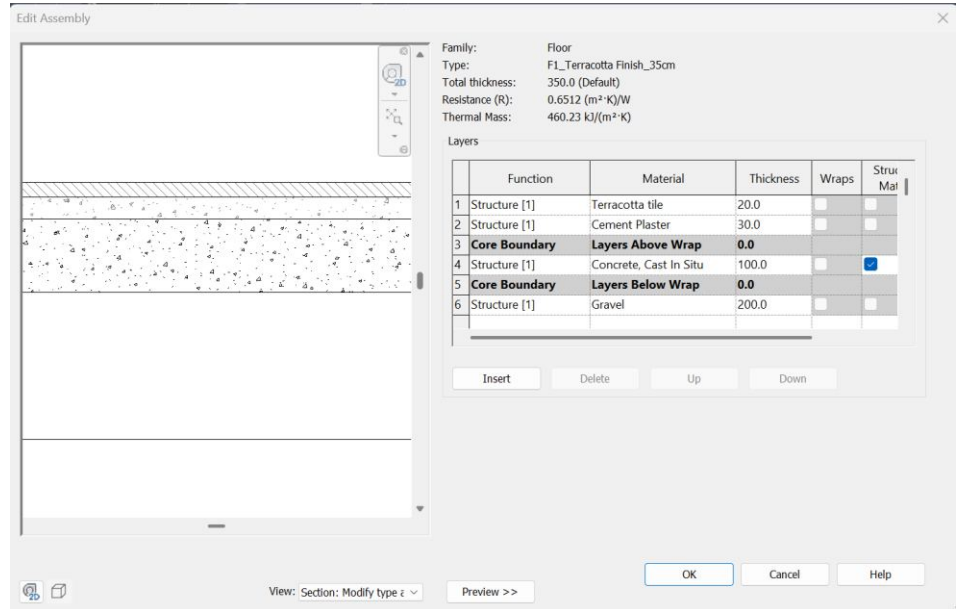 Edit Assembly
2D
Family: Floor
Type: F1_Terracotta Finish_35cm
Total thickness: 350.0 (Default)
Resistance (R): 0.6512 (m²·K)/W
Thermal Mass: 460.23 kJ/(m²·K)
Layers
Function Material Thickness Wraps Struc Mat
1 Structure [1] Terracotta tile 20.0
2 Structure [1] Cement Plaster 30.0
3 Core Boundary Layers Above Wrap 0.0
4 Structure [1] Concrete, Cast In Situ 100.0
5 Core Boundary Layers Below Wrap 0.0
6 Structure [1] Gravel 200.0
Insert Delete Up Down
OK Cancel Help
2D View: Section: Modify type a Preview >>